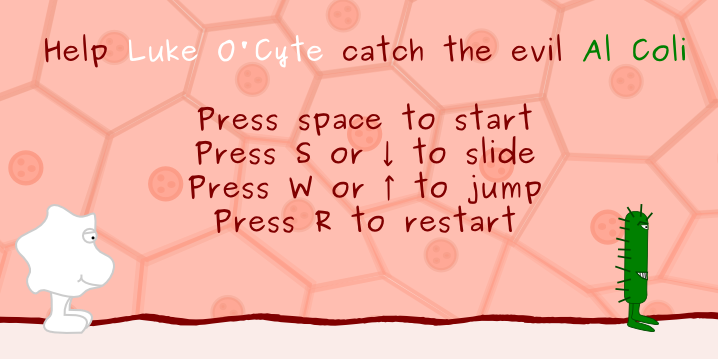 Help Luke O'Cyte catch the evil Al Coli
Press space to start
Press S or ↓ to slide
Press W or ↑ to jump
Press R to restart